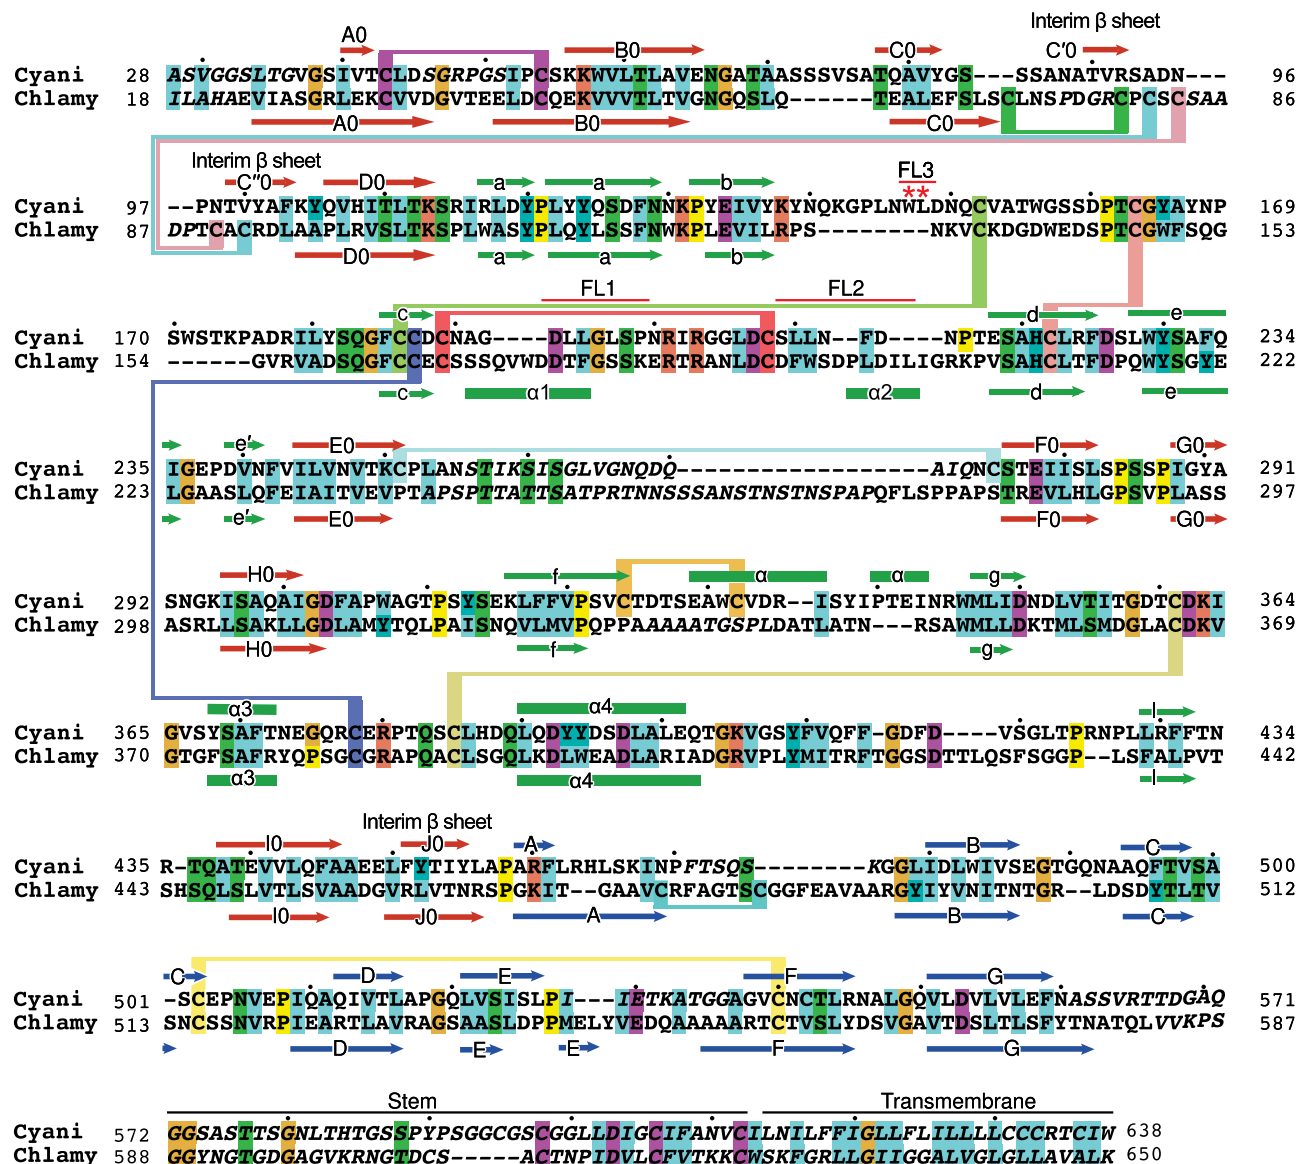 Interim β sheet
A0 B0 C0 C′0
Cyani 28 ASVGGSLTGVGSIVTCLDSGRPGSIPCSKKWVLTLAVENGATAASSSVSATQAVYGS---SSANATVRSADN--- 96
Chlamy 18 ILAHAEVIASGRLEKCVVDGVTEELDCQEKVVVTLTVGNGQSLQ------TEALEFSLSCLNSPDGRCPCSCSAA 86
A0 B0 C0
Interim β sheet
C″0 D0 a a b FL3
**
Cyani 97 --PNTVYAFKYQVHITLTKSRIRLDYPLYYQSDFNNKPYEIVYKYNQKGPLNWLDNQCVATWGSSDPTCGYAYNP 169
Chlamy 87 DPTCACRDLAAPLRVSLTKSPLWASYPLQYLSSFNWKPLEVILRPS--------NKVCKDGDWEDSPTCGWFSQG 153
D0 a a b
FL1 FL2
c d e
Cyani 170 SWSTKPADRILYSQGFCCDCNAG----DLLGLSPNRIRGGLDCSLLN--FD----NPTESAHCLRFDSLWYSAFQ 234
Chlamy 154 ------GVRVADSQGFCCECSSSQVWDDTFGSSKERTRANLDCDFWSDPLDILIGRKPVSAHCLTFDPQWYSGYE 222
c α1 α2 d e
e′ E0 F0 G0
Cyani 235 IGEPDVNFVILVNVTKCPLANSTIKSISGLVGNQDQ------------------AIQNCSTEIISLSPSSPIGYA 291
Chlamy 223 LGAASLQFEIAITVEVPTAPSPTTATTSATPRTNNSSSANSTNSTNSPAPQFLSPPAPSTREVLHLGPSVPLASS 297
e′ E0 F0 G0
H0 f α α g
Cyani 292 SNGKISAQAIGDFAPWAGTPSYSEKLFFVPSVCTDTSEAWCVDR--ISYIPTEINRWMLIDNDLVTITGDTCDKI 364
Chlamy 298 ASRLLSAKLLGDLAMYTQLPAISNQVLMVPQPPAAAAATGSPLDATLATN---RSAWMLLDKTMLSMDGLACDKV 369
H0 f g
α3 α4 I
Cyani 365 GVSYSAFTNEGQRCERPTQSCLHDQLQDYYDSDLALEQTGKVGSYFVQFF-GDFD----VSGLTPRNPLLRFFTN 434
Chlamy 370 GTGFSAFRYQPSGCGRAPQACLSGQLKDLWEADLARIADGRVPLYMITRFTGGSDTTLQSFSGGP--LSFALPVT 442
α3 α4 I
Interim β sheet
I0 J0 A B C
Cyani 435 R-TQATEVVLQFAAEELFYTIYLAPARFLRHLSKINPFTSQS--------KGGLIDLWIVSEGTGQNAAQFTVSA 500
Chlamy 443 SHSQLSLVTLSVAADGVRLVTNRSPGKIT--GAAVCRFAGTSCGGFEAVAARGYIYVNITNTGR--LDSDYTLTV 512
I0 J0 A B C
C D E F G
Cyani 501 -SCEPNVEPIQAQIVTLAPGQLVSISLPI---IETKATGGAGVCNCTLRNALGQVLDVLVLEFNASSVRTTDGAQ 571
Chlamy 513 SNCSSNVRPIEARTLAVRAGSAASLDPPMELYVEDQAAAAARTCTVSLYDSVGAVTDSLTLSFYTNATQLVVKPS 587
D E E F G
Stem Transmembrane
Cyani 572 GGSASTTSGNLTHTGSSPYPSGGCGSCGGLLDIGCIFANVCILNILFFIGLLFLILLLLCCCRTCIW 638
Chlamy 588 GGYNGTGDGAGVKRNGTDCS-----ACTNPIDVLCFVTKKCWSKFGRLLGIIGGALVGLGLLAVALK 650